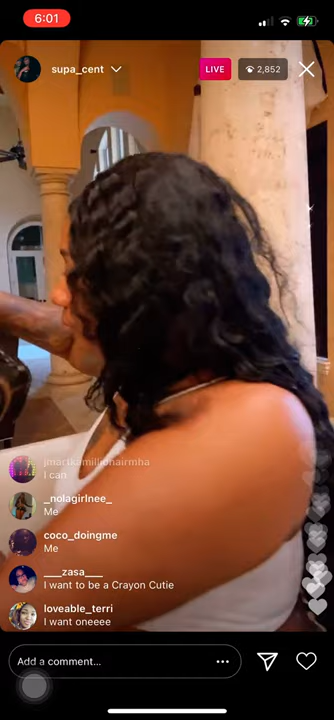 6:01
supa_cent
LIVE
2,852
jmartkamillionairmha
I can
_nolagirlnee_
Me
coco_doingme
Me
___zasa___
I want to be a Crayon Cutie
loveable_terri
I want oneeee
Add a comment...